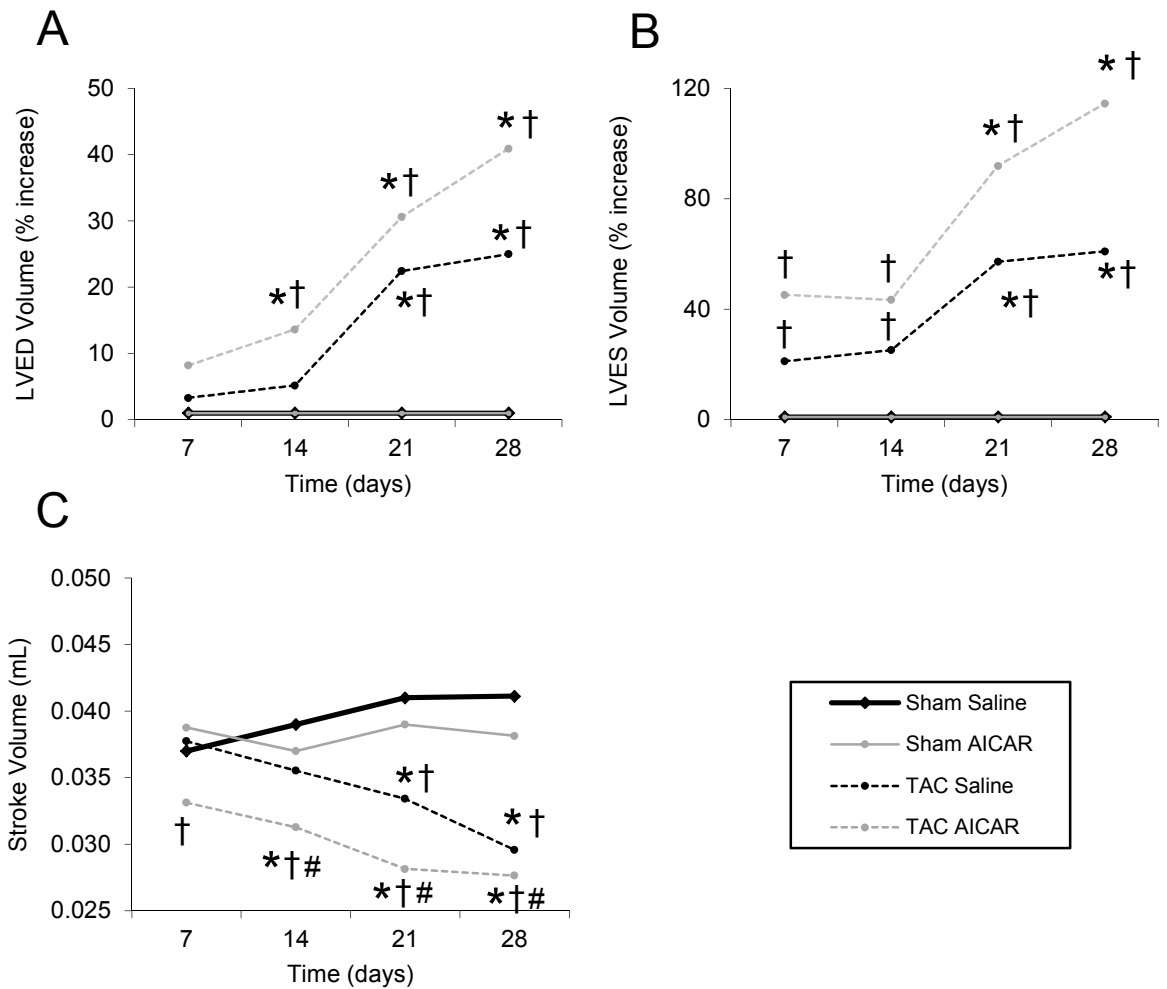 A
LVED Volume (% increase)
50
40
30
20
10
0
*†
*†
*†
*†
*†
7 14 21 28
Time (days)
B
LVES Volume (% increase)
120
80
40
0
*†
*†
† †
*†
† †
*†
7 14 21 28
Time (days)
C
Stroke Volume (mL)
0.050
0.045
0.040
0.035
0.030
0.025
*†
*†
†
*†#
*†#
*†#
7 14 21 28
Time (days)
Sham Saline
Sham AICAR
TAC Saline
TAC AICAR